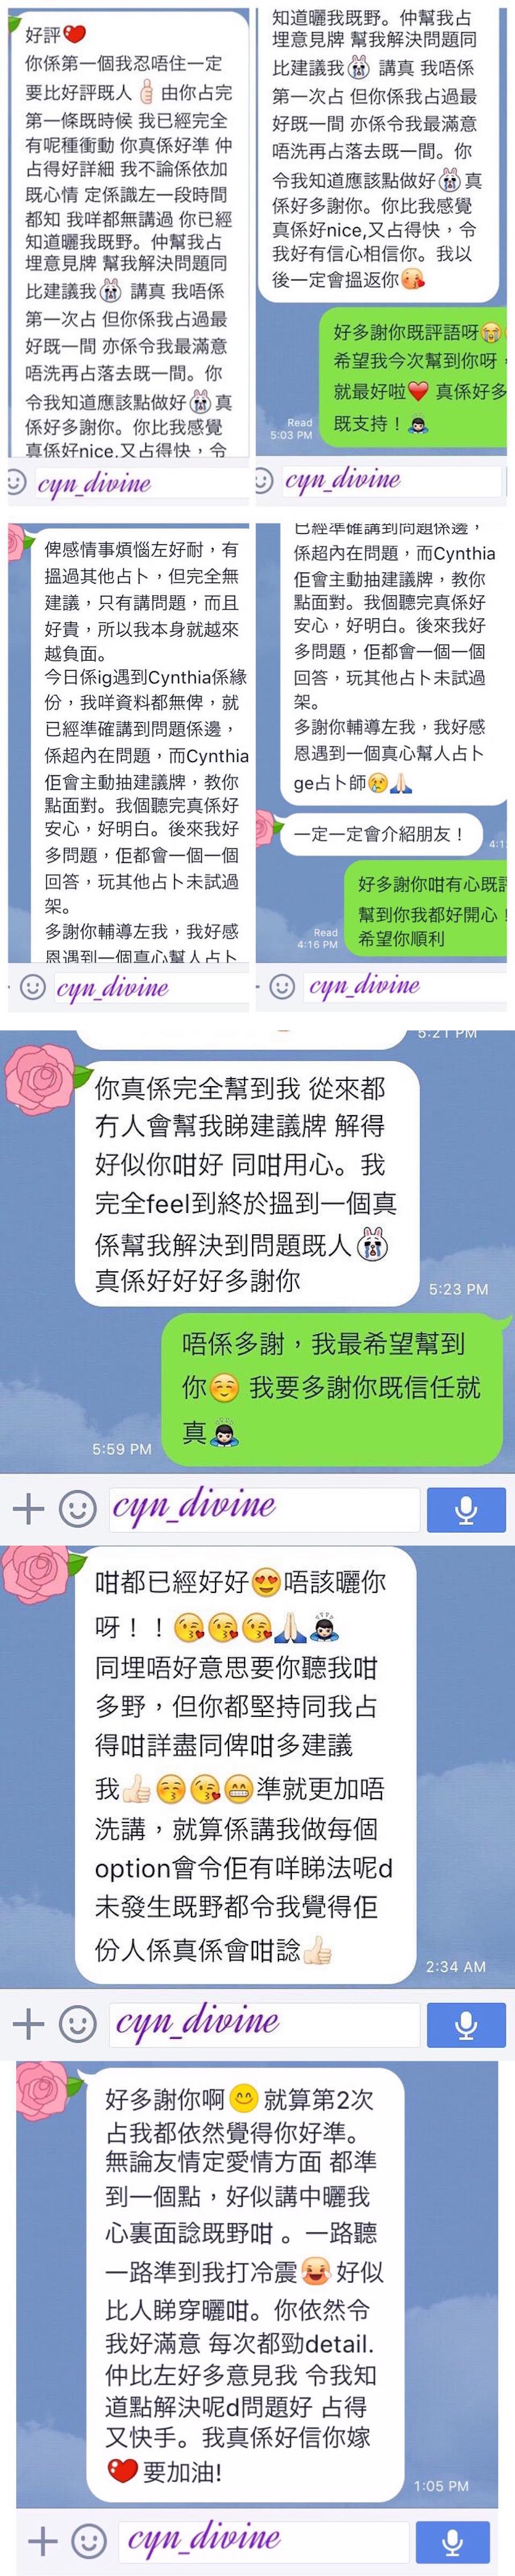 好評❤️
你係第一個我忍唔住一定
要比好評既人👍🏻由你占完
第一條既時候 我已經完全
有呢種衝動 你真係好準 仲
占得好詳細 我不論係依加
既心情 定係識左一段時間
都知 我咩都無講過 你已經
知道曬我既野。仲幫我占
埋意見牌 幫我解決問題同
比建議我 講真 我唔係
第一次占 但你係我占過最
好既一間 亦係令我最滿意
唔洗再占落去既一間。你
令我知道應該點做好 真
係好多謝你。你比我感覺
真係好nice,又占得快，令
cyn_divine
知道曬我既野。仲幫我占
埋意見牌 幫我解決問題同
比建議我 講真 我唔係
第一次占 但你係我占過最
好既一間 亦係令我最滿意
唔洗再占落去既一間。你
令我知道應該點做好 真
係好多謝你。你比我感覺
真係好nice,又占得快，令
我好有信心相信你。我以
後一定會搵返你😘
好多謝你既評語呀😭
希望我今次幫到你呀，
就最好啦❤️ 真係好多
既支持！🙇🏻
Read
5:03 PM
cyn_divine
俾感情事煩惱左好耐，有
搵過其他占卜，但完全無
建議，只有講問題，而且
好貴，所以我本身就越來
越負面。
今日係ig遇到Cynthia係緣
份，我咩資料都無俾，就
已經準確講到問題係邊，
係超內在問題，而Cynthia
佢會主動抽建議牌，教你
點面對。我個聽完真係好
安心，好明白。後來我好
多問題，佢都會一個一個
回答，玩其他占卜未試過
架。
多謝你輔導左我，我好感
恩遇到一個真心幫人占卜
cyn_divine
已經準確講到問題係邊，
係超內在問題，而Cynthia
佢會主動抽建議牌，教你
點面對。我個聽完真係好
安心，好明白。後來我好
多問題，佢都會一個一個
回答，玩其他占卜未試過
架。
多謝你輔導左我，我好感
恩遇到一個真心幫人占卜
ge占卜師😢🙏🏻
一定一定會介紹朋友！
4:1
好多謝你咁有心既評
幫到你我都好開心！
希望你順利
Read
4:16 PM
cyn_divine
5:21 PM
你真係完全幫到我 從來都
冇人會幫我睇建議牌 解得
好似你咁好 同咁用心。我
完全feel到終於搵到一個真
係幫我解決到問題既人
真係好好好多謝你
5:23 PM
唔係多謝，我最希望幫到
你☺️ 我要多謝你既信任就
真🙇🏻
5:59 PM
cyn_divine
咁都已經好好😍唔該曬你
呀！！😘😘😘🙏🏻🙇🏻
同埋唔好意思要你聽我咁
多野，但你都堅持同我占
得咁詳盡同俾咁多建議
我👍🏻😚😘😁準就更加唔
洗講，就算係講我做每個
option會令佢有咩睇法呢d
未發生既野都令我覺得佢
份人係真係會咁諗👍🏻
2:34 AM
cyn_divine
好多謝你啊😊就算第2次
占我都依然覺得你好準。
無論友情定愛情方面 都準
到一個點，好似講中曬我
心裏面諗既野咁 。一路聽
一路準到我打冷震😂好似
比人睇穿曬咁。你依然令
我好滿意 每次都勁detail.
仲比左好多意見我 令我知
道點解決呢d問題好 占得
又快手。我真係好信你嫁
❤️要加油!
1:05 PM
cyn_divine